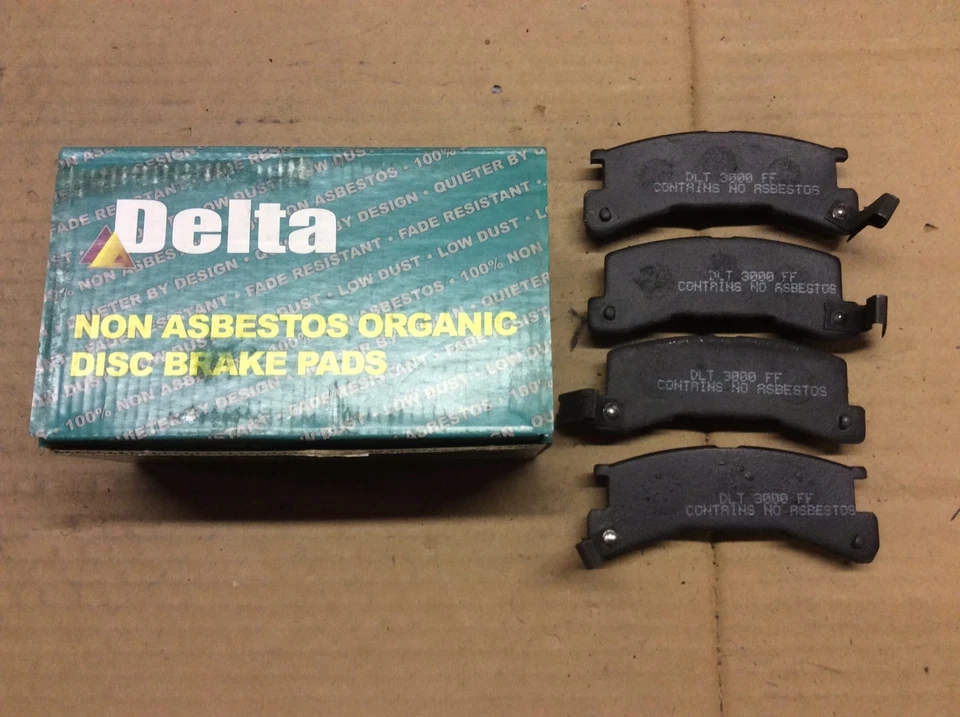 Delta
NON ASBESTOS ORGANIC
DISC BRAKE PADS
100% NON ASBESTOS • QUIETER BY DESIGN • FADE RESISTANT • LOW DUST
DLT 3000 FF
CONTAINS NO ASBESTOS
DLT 3000 FF
CONTAINS NO ASBESTOS
DLT 3000 FF
CONTAINS NO ASBESTOS
DLT 3000 FF
CONTAINS NO ASBESTOS